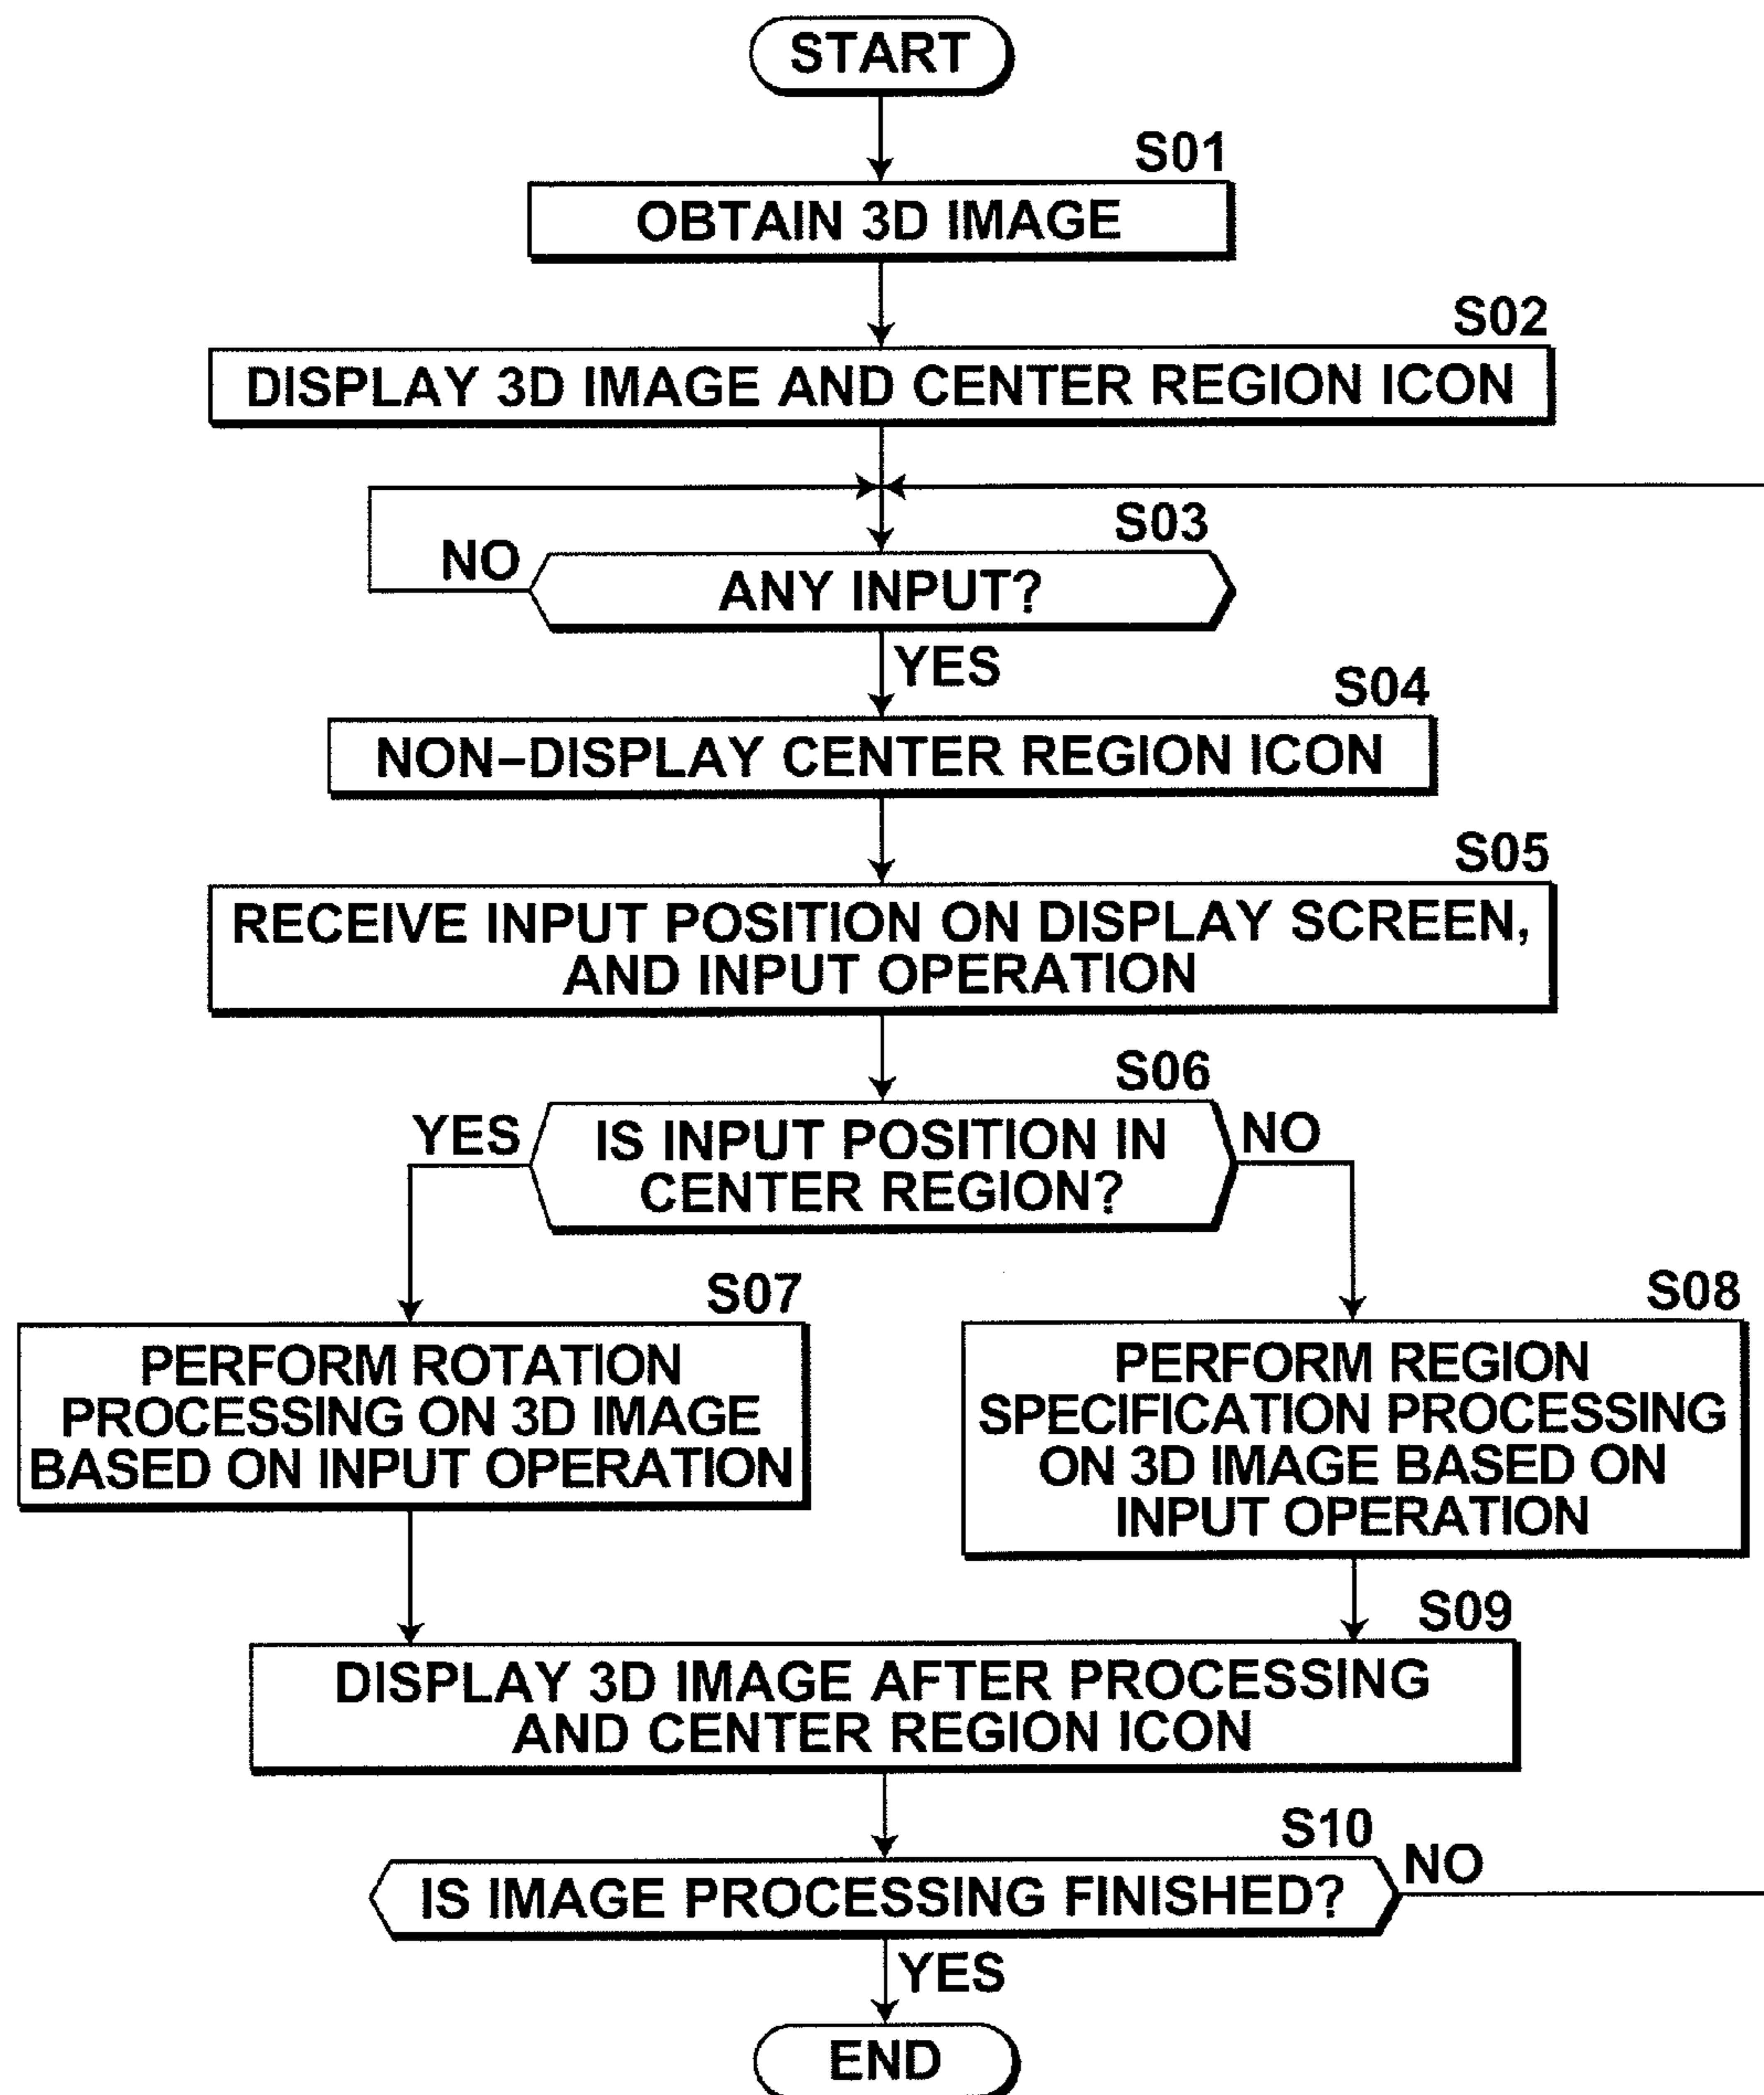 START
S01
OBTAIN 3D IMAGE
S02
DISPLAY 3D IMAGE AND CENTER REGION ICON
S03
NO
ANY INPUT?
YES
S04
NON-DISPLAY CENTER REGION ICON
S05
RECEIVE INPUT POSITION ON DISPLAY SCREEN,
AND INPUT OPERATION
S06
YES
IS INPUT POSITION IN
CENTER REGION?
NO
S07
PERFORM ROTATION
PROCESSING ON 3D IMAGE
BASED ON INPUT OPERATION
S08
PERFORM REGION
SPECIFICATION PROCESSING
ON 3D IMAGE BASED ON
INPUT OPERATION
S09
DISPLAY 3D IMAGE AFTER PROCESSING
AND CENTER REGION ICON
S10
IS IMAGE PROCESSING FINISHED?
NO
YES
END